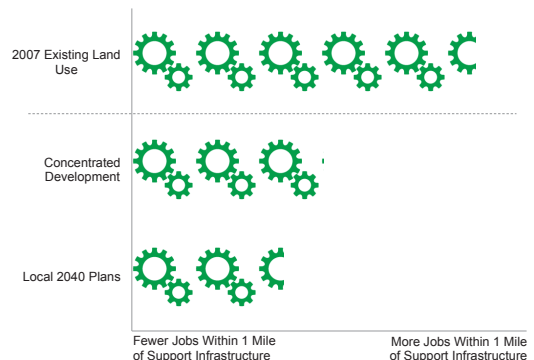 2007 Existing Land
Use
Concentrated
Development
Local 2040 Plans
Fewer Jobs Within 1 Mile
of Support Infrastructure
More Jobs Within 1 Mile
of Support Infrastructure